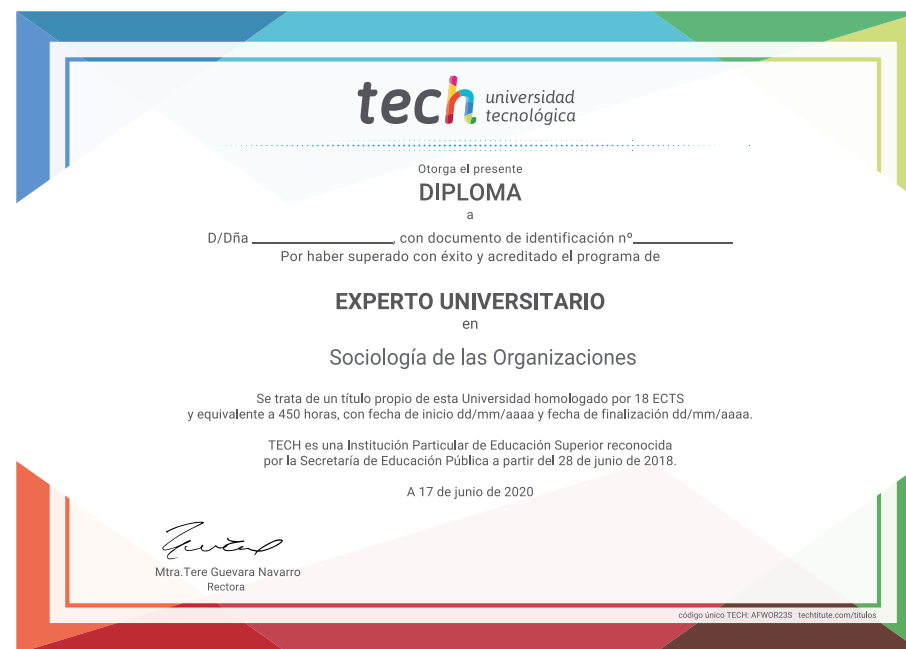 tech universidad
tecnológica
Otorga el presente
DIPLOMA
a
D/Dña ____________________, con documento de identificación nº______________
Por haber superado con éxito y acreditado el programa de
EXPERTO UNIVERSITARIO
en
Sociología de las Organizaciones
Se trata de un título propio de esta Universidad homologado por 18 ECTS
y equivalente a 450 horas, con fecha de inicio dd/mm/aaaa y fecha de finalización dd/mm/aaaa.
TECH es una Institución Particular de Educación Superior reconocida
por la Secretaría de Educación Pública a partir del 28 de junio de 2018.
A 17 de junio de 2020
Mtra.Tere Guevara Navarro
Rectora
código único TECH: AFWOR23S techtitute.com/titulos